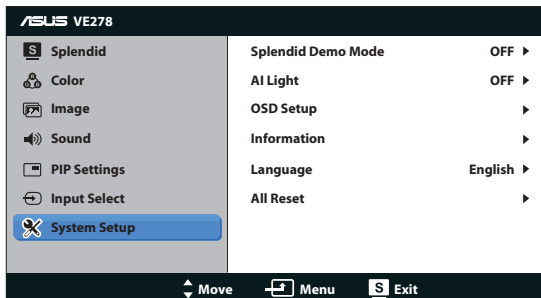 ASUS VE278
S Splendid
Color
Image
Sound
PIP Settings
Input Select
System Setup
Splendid Demo Mode OFF
AI Light OFF
OSD Setup
Information
Language English
All Reset
Move Menu S Exit